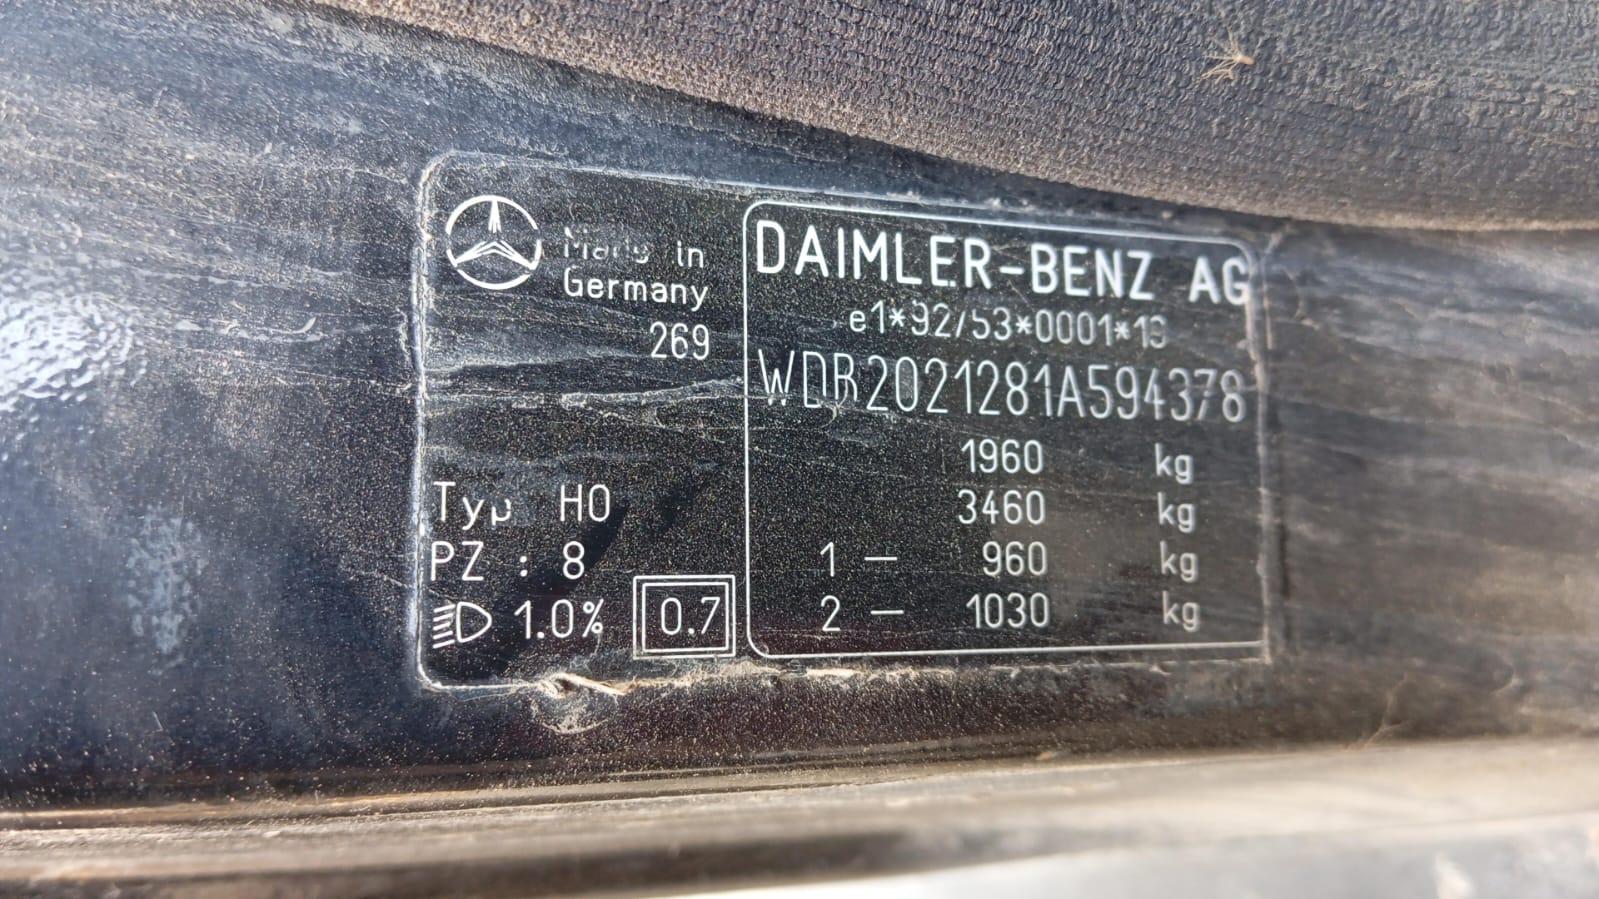 Made in
Germany
269
Typ H0
PZ : 8
1.0%
0.7
DAIMLER-BENZ AG
e1*92/53*0001*19
WDB2021281A594378
1960 kg
3460 kg
1 — 960 kg
2 — 1030 kg